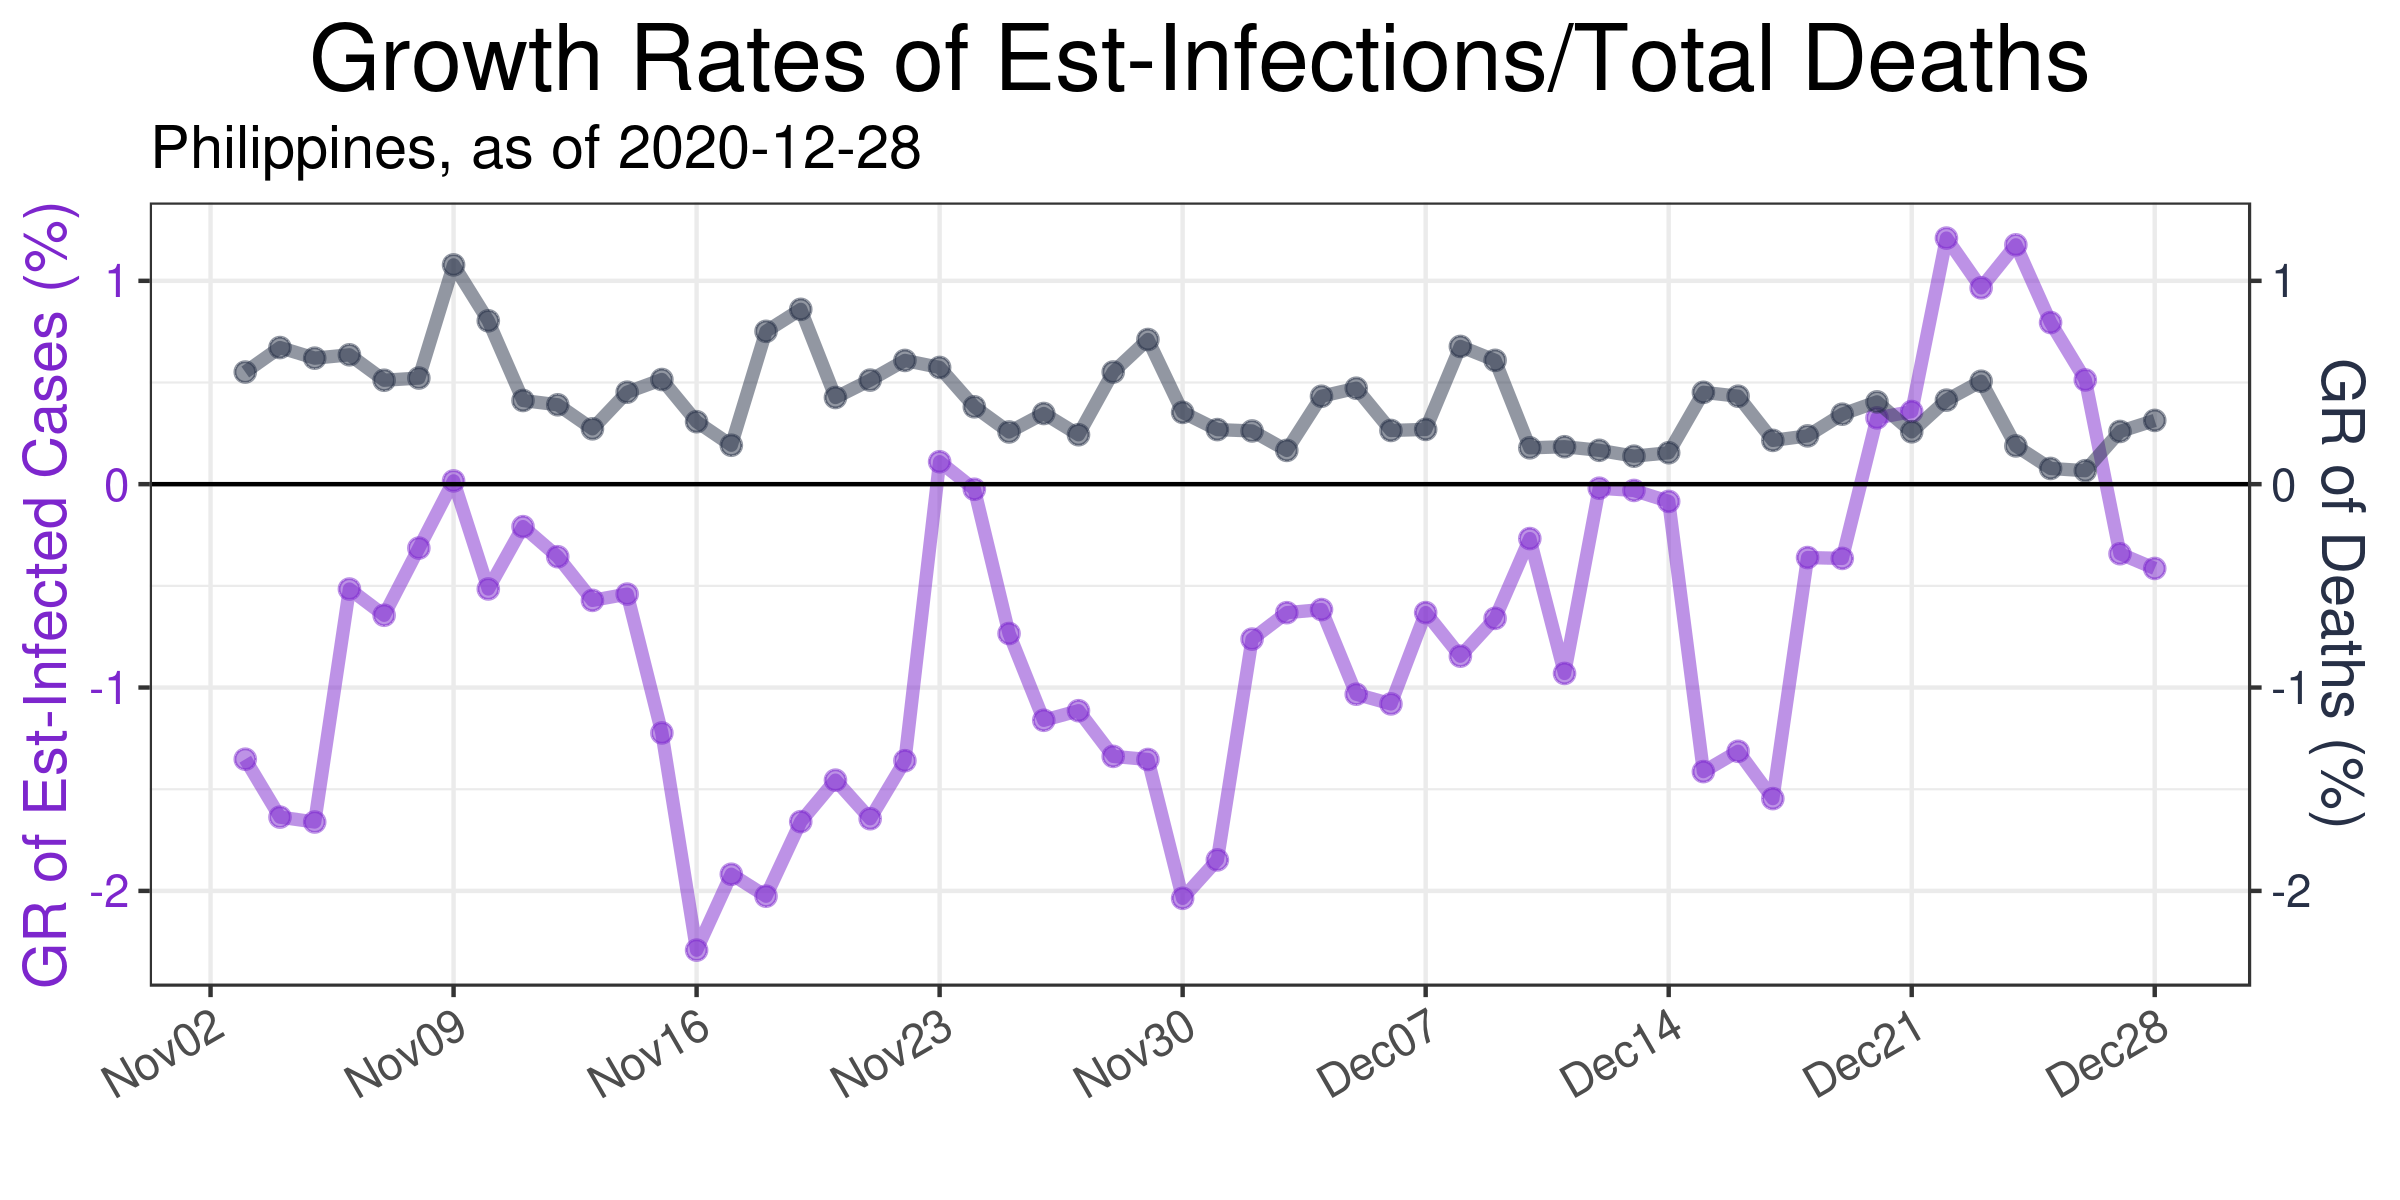 Growth Rates of Est-Infections/Total Deaths
Philippines, as of 2020-12-28
GR of Est-Infected Cases (%)
1
0
-1
-2
1
0
-1
-2
GR of Deaths (%)
Nov02
Nov09
Nov16
Nov23
Nov30
Dec07
Dec14
Dec21
Dec28